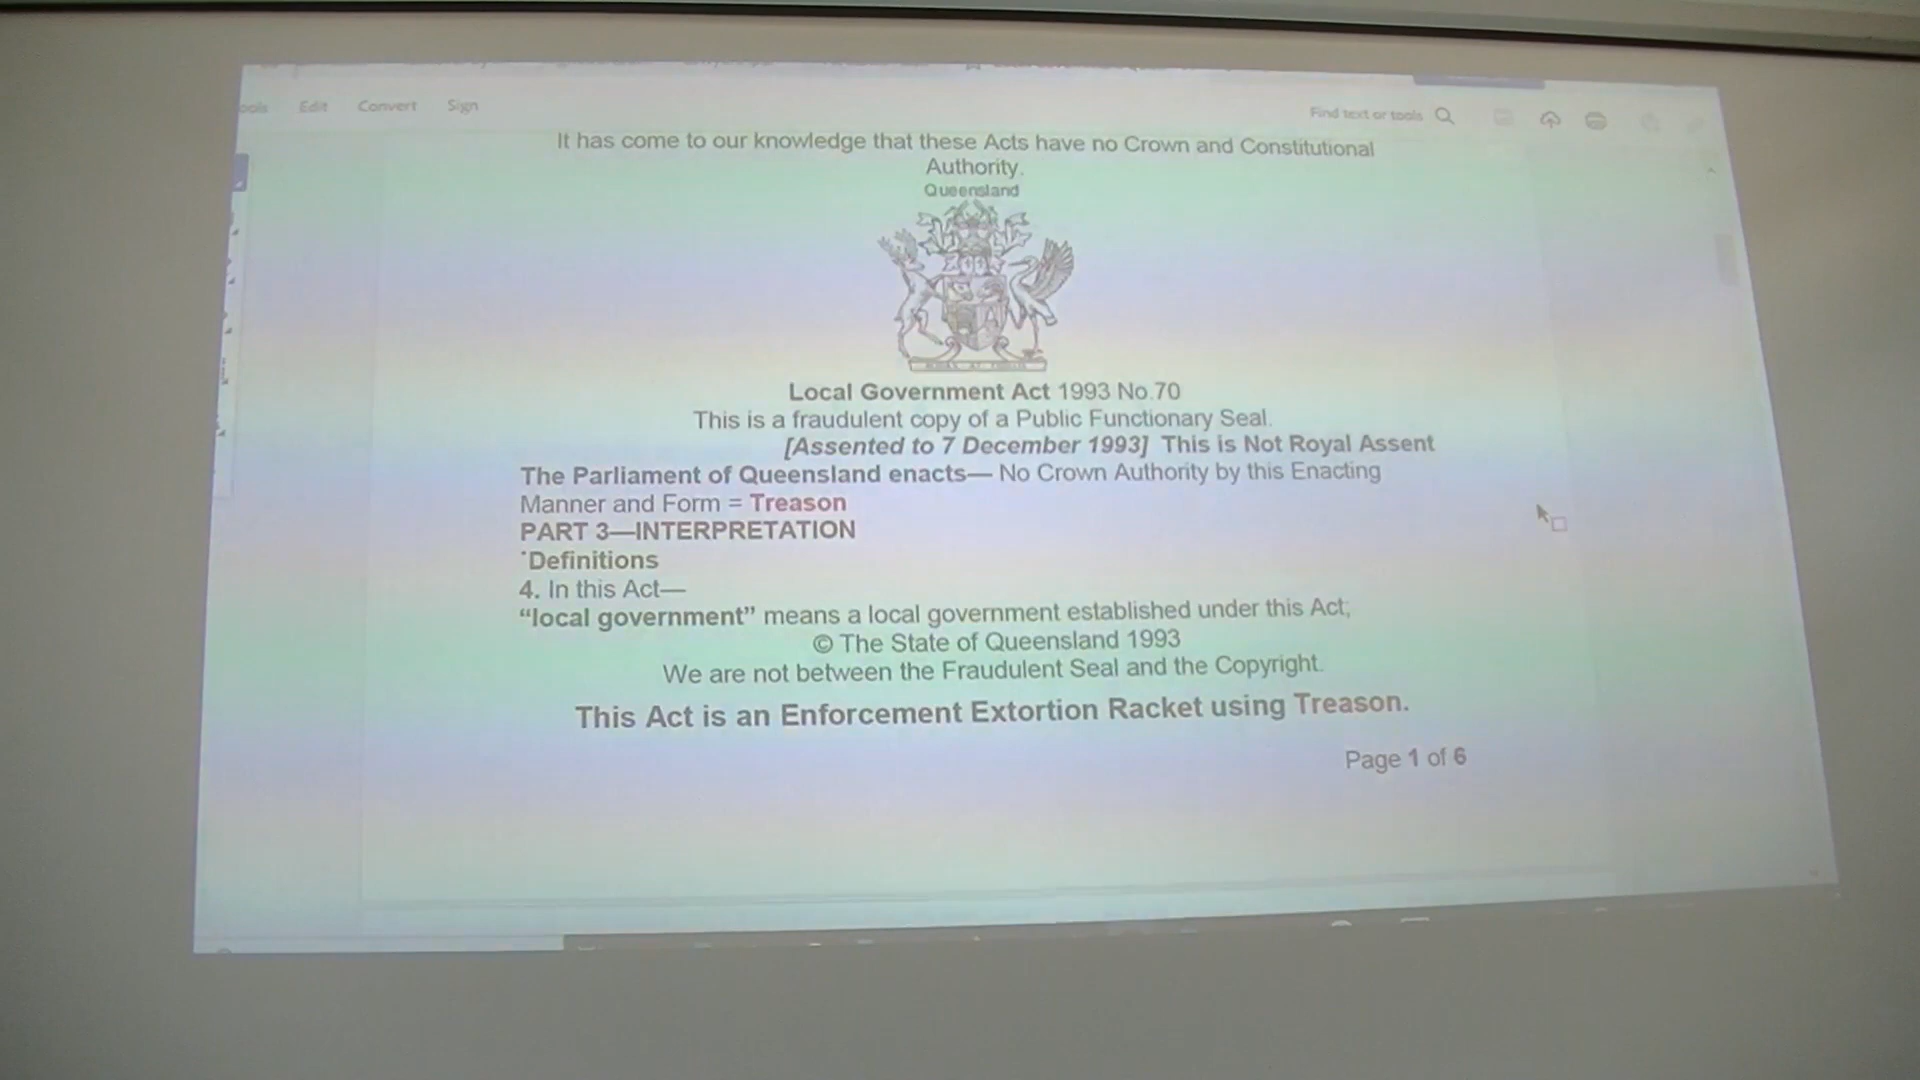 Edit Convert Sign
Find text or tools
It has come to our knowledge that these Acts have no Crown and Constitutional
Authority.
Queensland
Local Government Act 1993 No.70
This is a fraudulent copy of a Public Functionary Seal.
[Assented to 7 December 1993] This is Not Royal Assent
The Parliament of Queensland enacts— No Crown Authority by this Enacting
Manner and Form = Treason
PART 3—INTERPRETATION
˙Definitions
4. In this Act—
“local government” means a local government established under this Act;
© The State of Queensland 1993
We are not between the Fraudulent Seal and the Copyright.
This Act is an Enforcement Extortion Racket using Treason.
Page 1 of 6